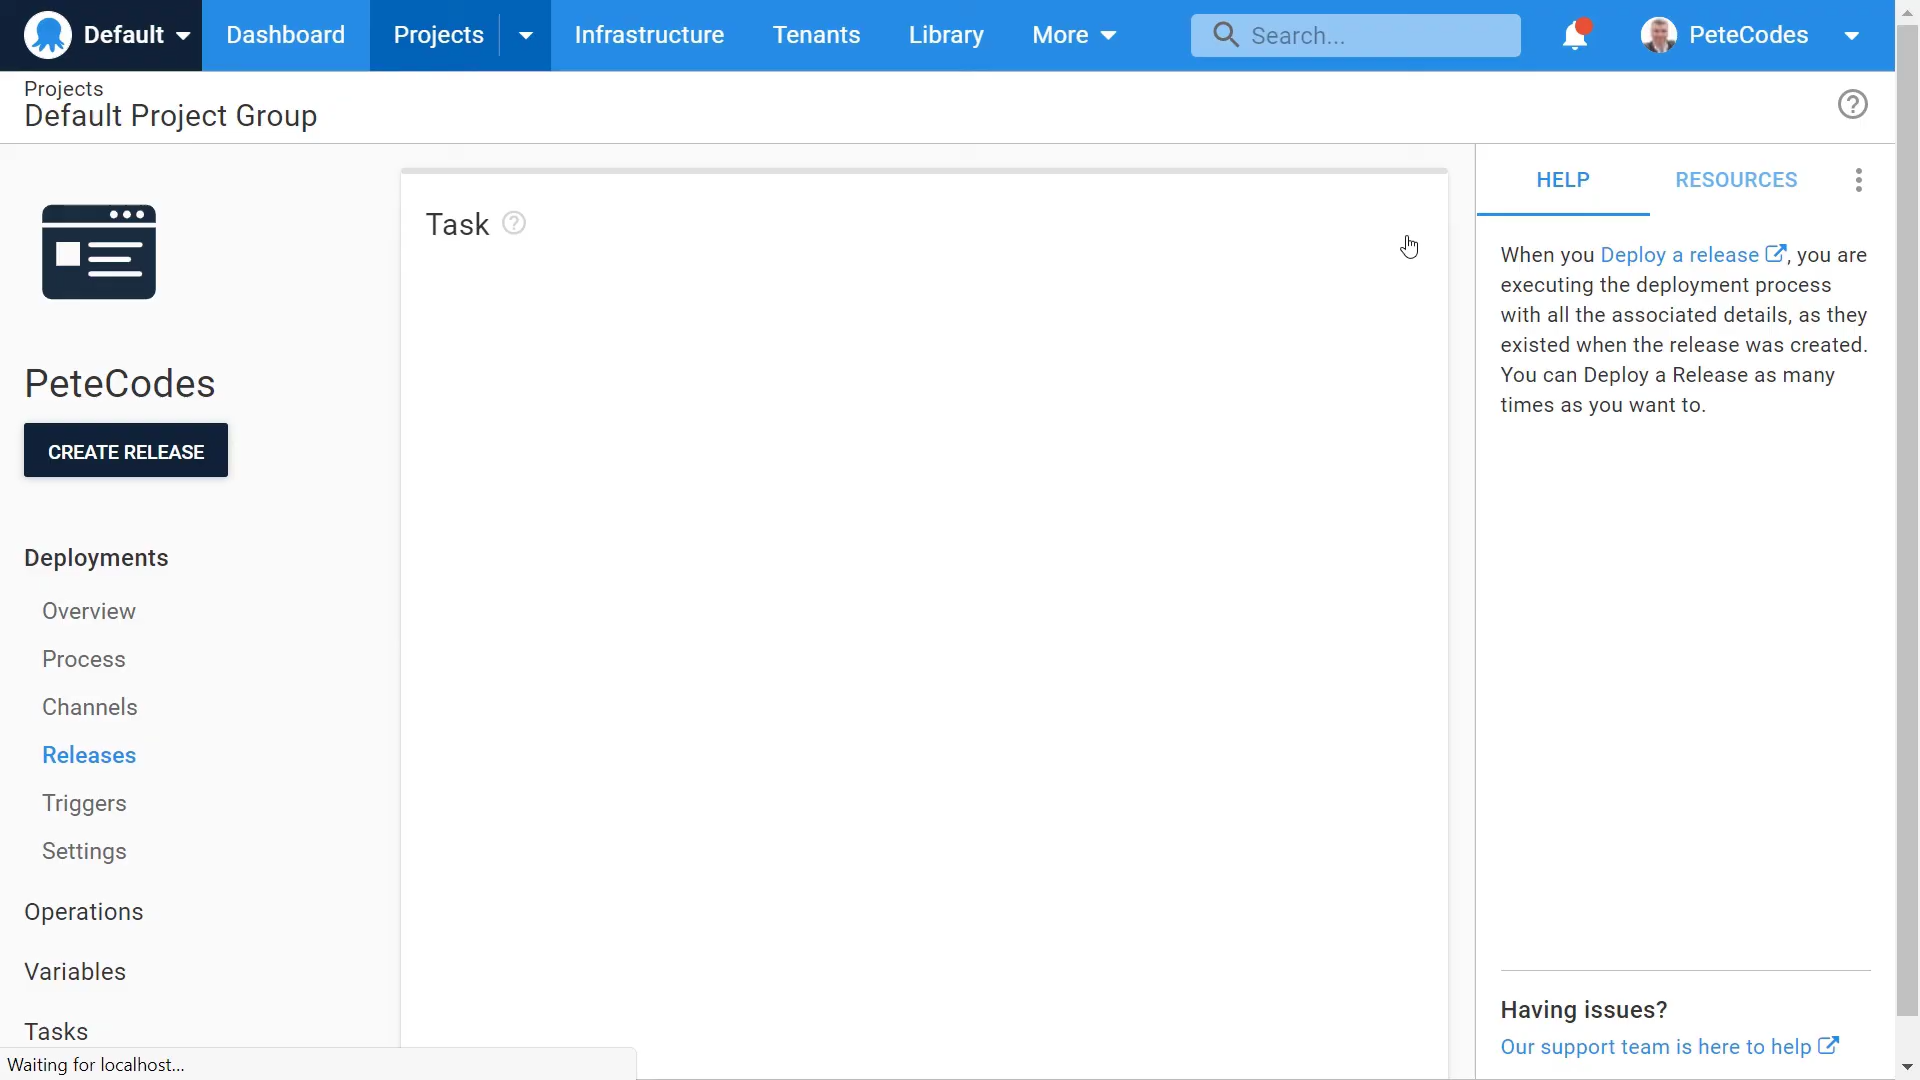 Default
Dashboard
Projects
Infrastructure
Tenants
Library
More
Search...
PeteCodes
Projects
Default Project Group
PeteCodes
CREATE RELEASE
Deployments
Overview
Process
Channels
Releases
Triggers
Settings
Operations
Variables
Tasks
Waiting for localhost...
Task
HELP
RESOURCES
When you Deploy a release, you are
executing the deployment process
with all the associated details, as they
existed when the release was created.
You can Deploy a Release as many
times as you want to.
Having issues?
Our support team is here to help